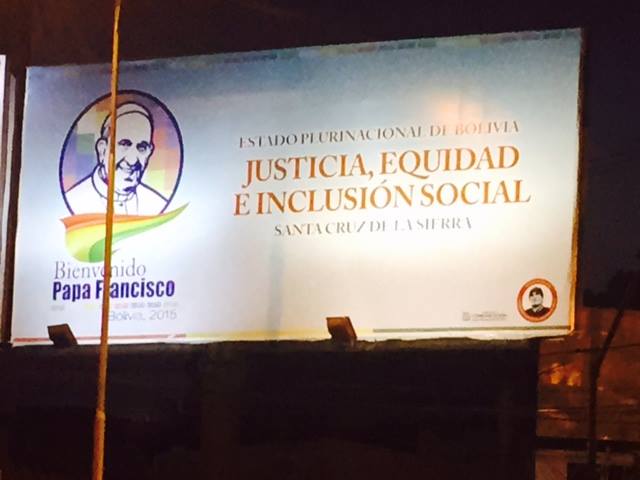 Bienvenido
Papa Francisco
Bolivia, 2015
ESTADO PLURINACIONAL DE BOLIVIA
JUSTICIA, EQUIDAD
E INCLUSIÓN SOCIAL
SANTA CRUZ DE LA SIERRA